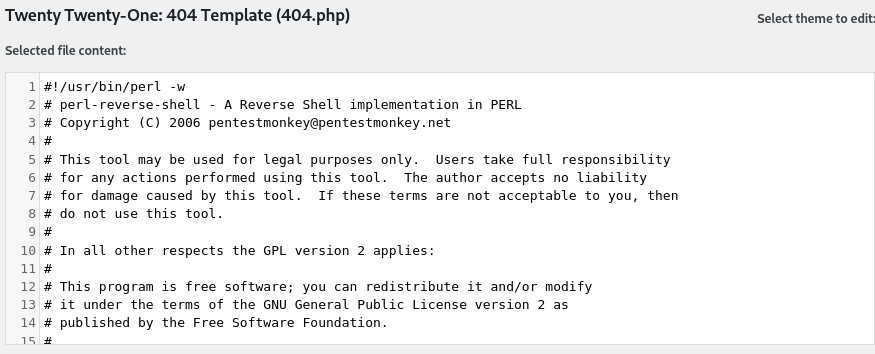 Twenty Twenty-One: 404 Template (404.php)
Select theme to edit:
Selected file content:
1 #!/usr/bin/perl -w
2 # perl-reverse-shell - A Reverse Shell implementation in PERL
3 # Copyright (C) 2006 pentestmonkey@pentestmonkey.net
4 #
5 # This tool may be used for legal purposes only.  Users take full responsibility
6 # for any actions performed using this tool.  The author accepts no liability
7 # for damage caused by this tool.  If these terms are not acceptable to you, then
8 # do not use this tool.
9 #
10 # In all other respects the GPL version 2 applies:
11 #
12 # This program is free software; you can redistribute it and/or modify
13 # it under the terms of the GNU General Public License version 2 as
14 # published by the Free Software Foundation.
15 #